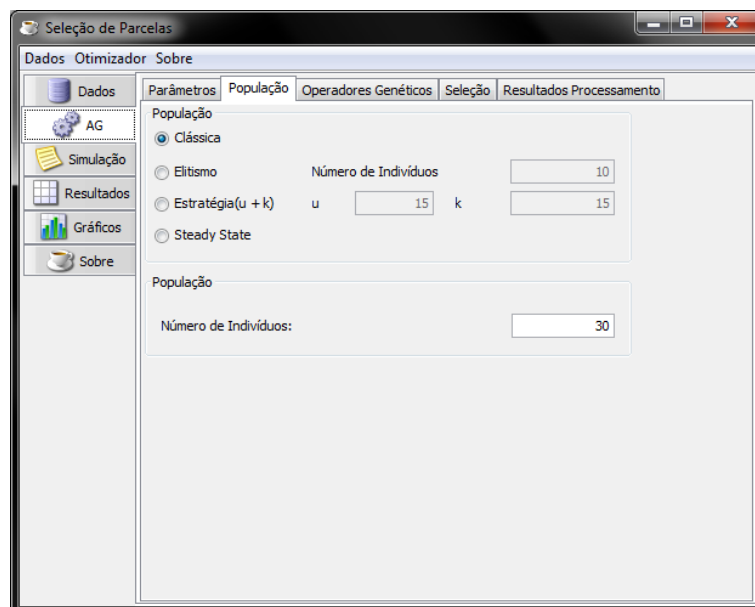 Seleção de Parcelas
Dados Otimizador Sobre
Dados
AG
Simulação
Resultados
Gráficos
Sobre
Parâmetros População Operadores Genéticos Seleção Resultados Processamento
População
Clássica
Elitismo Número de Indivíduos 10
Estratégia(u + k) u 15 k 15
Steady State
População
Número de Indivíduos: 30